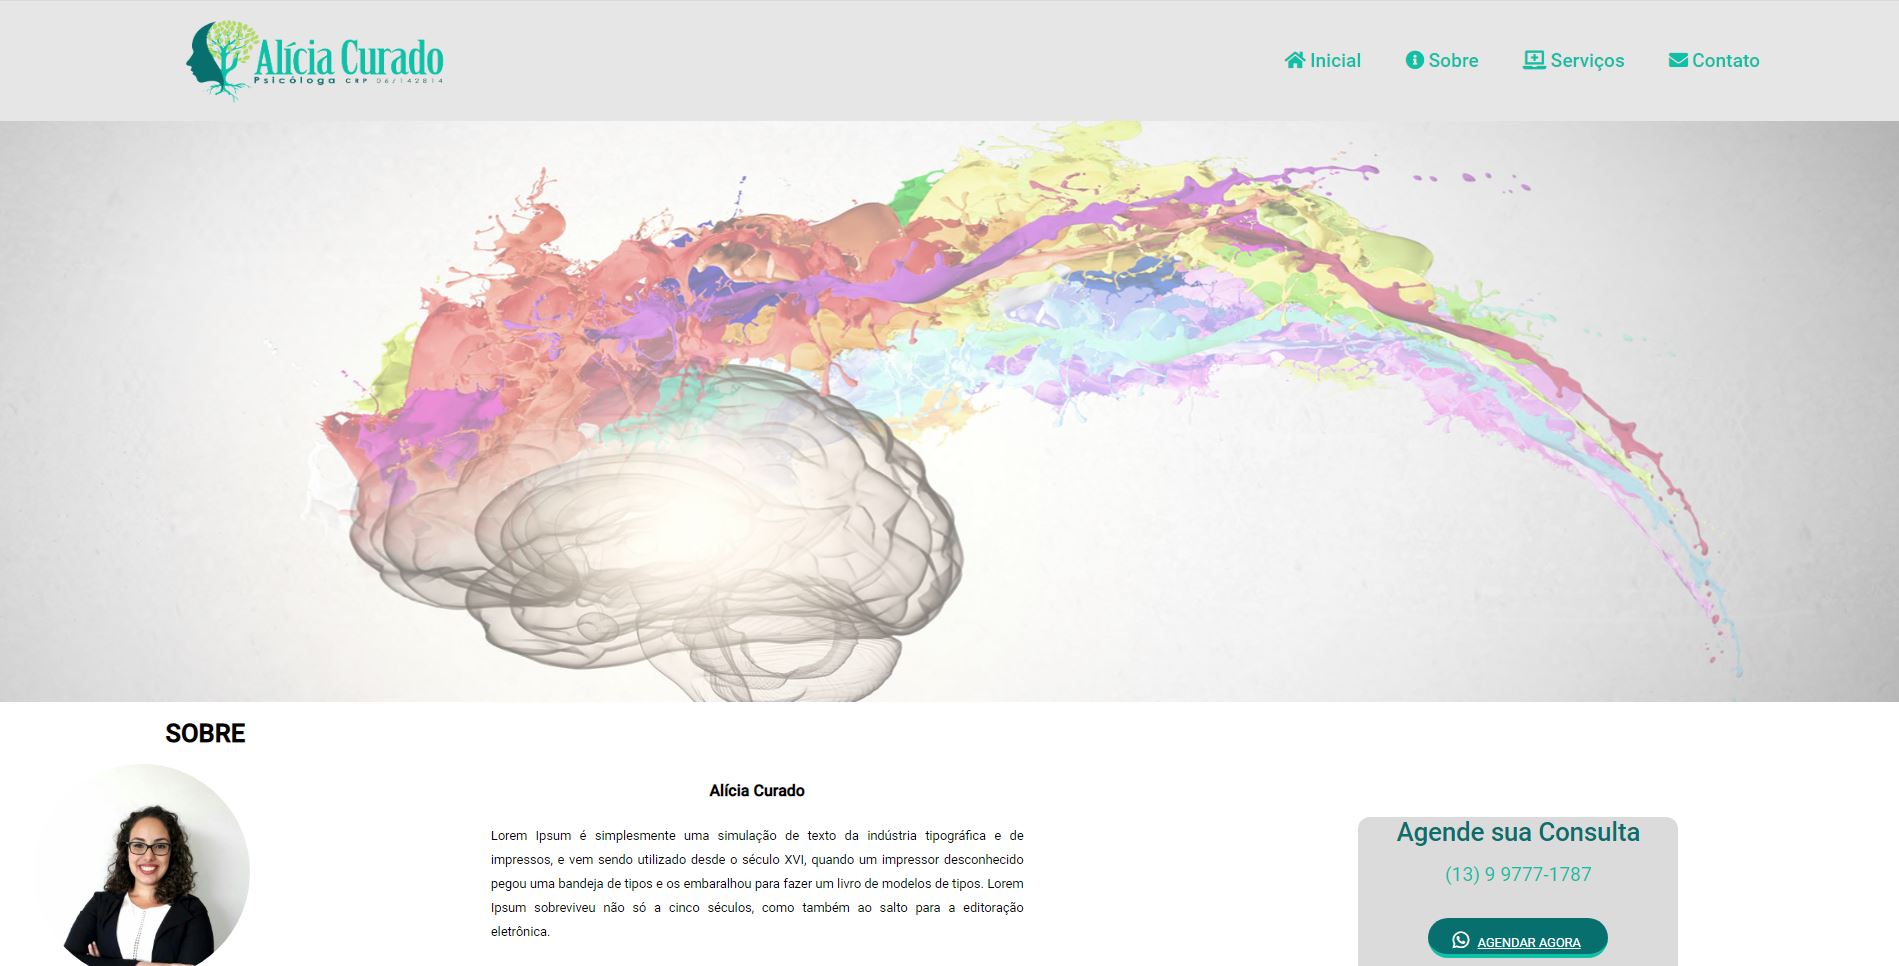 Alícia Curado
Psicóloga CRP 06/142814
Inicial
Sobre
Serviços
Contato
SOBRE
Alícia Curado
Lorem Ipsum é simplesmente uma simulação de texto da indústria tipográfica e de
impressos, e vem sendo utilizado desde o século XVI, quando um impressor desconhecido
pegou uma bandeja de tipos e os embaralhou para fazer um livro de modelos de tipos. Lorem
Ipsum sobreviveu não só a cinco séculos, como também ao salto para a editoração
eletrônica.
Agende sua Consulta
(13) 9 9777-1787
AGENDAR AGORA